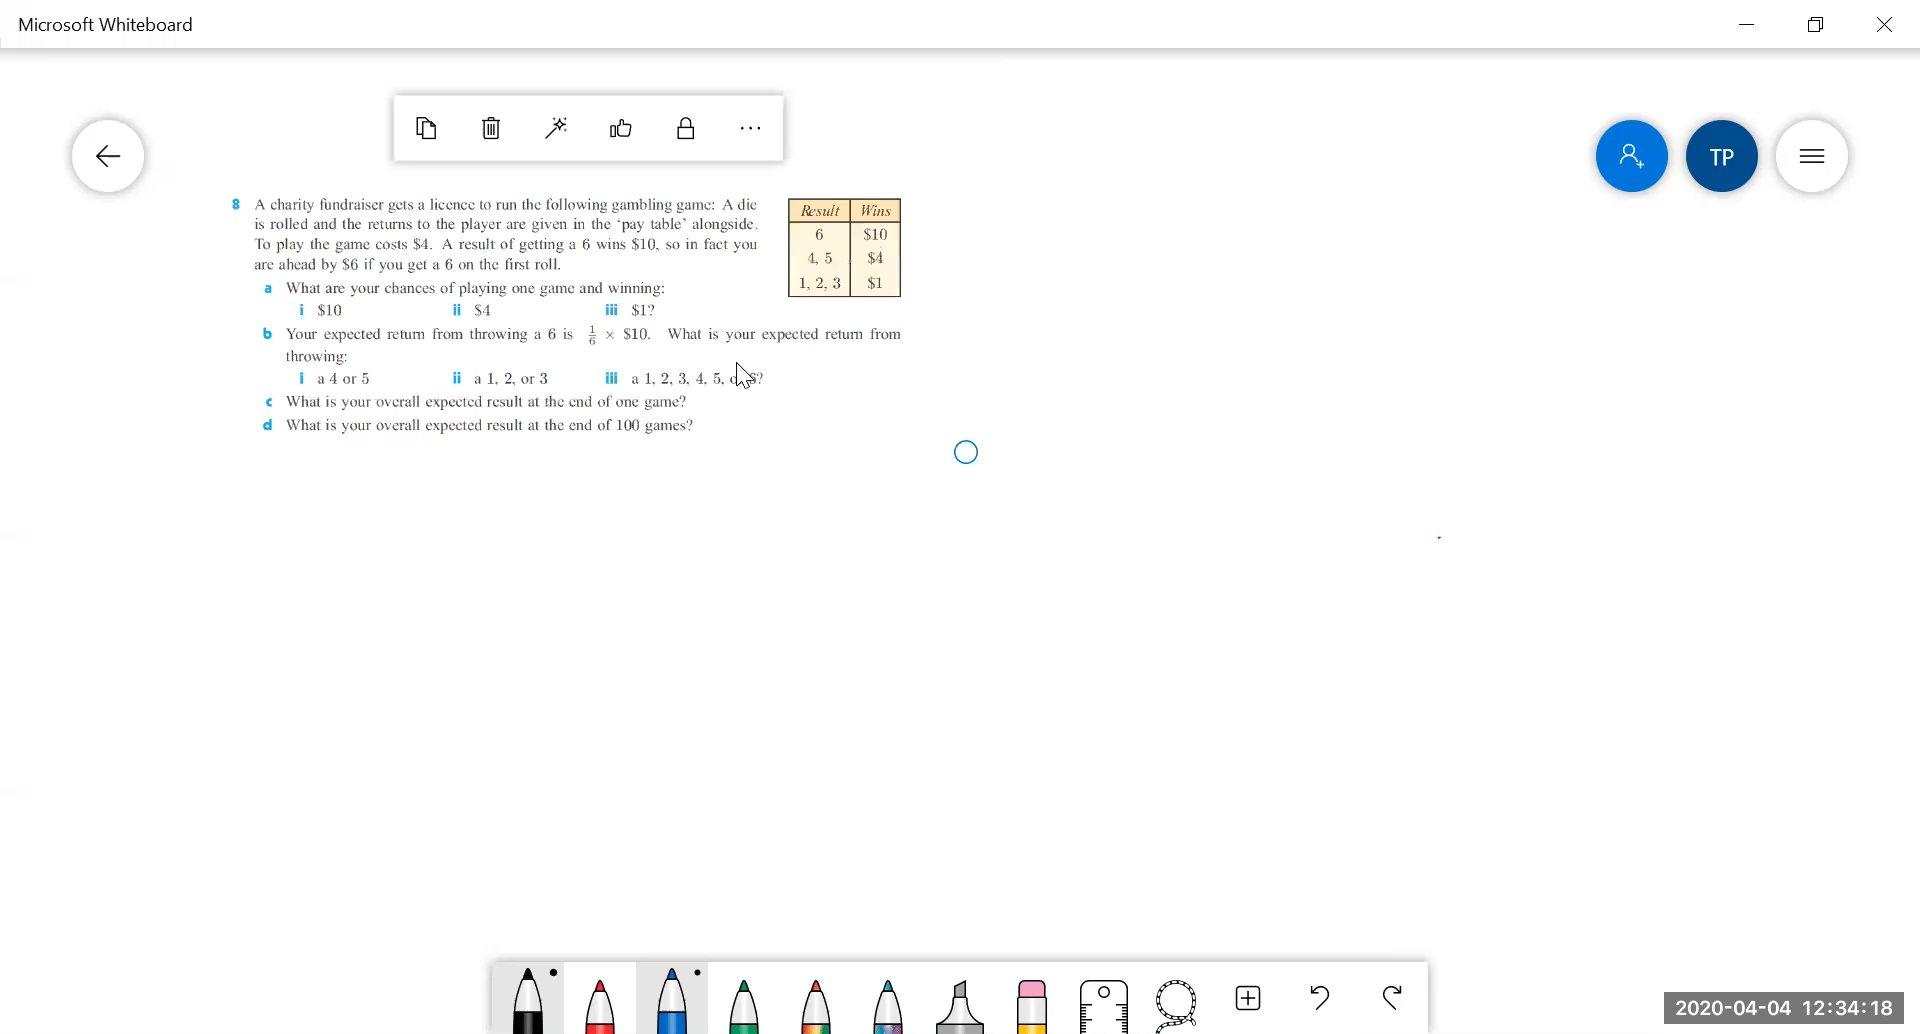 Microsoft Whiteboard
TP
8 A charity fundraiser gets a licence to run the following gambling game: A die
is rolled and the returns to the player are given in the 'pay table' alongside.
To play the game costs $4. A result of getting a 6 wins $10, so in fact you
are ahead by $6 if you get a 6 on the first roll.
Result Wins
6 $10
4, 5 $4
1, 2, 3 $1
a What are your chances of playing one game and winning:
i $10 ii $4 iii $1?
b Your expected return from throwing a 6 is 1/6 × $10. What is your expected return from
throwing:
i a 4 or 5 ii a 1, 2, or 3 iii a 1, 2, 3, 4, 5, or 6?
c What is your overall expected result at the end of one game?
d What is your overall expected result at the end of 100 games?
2020-04-04 12:34:18